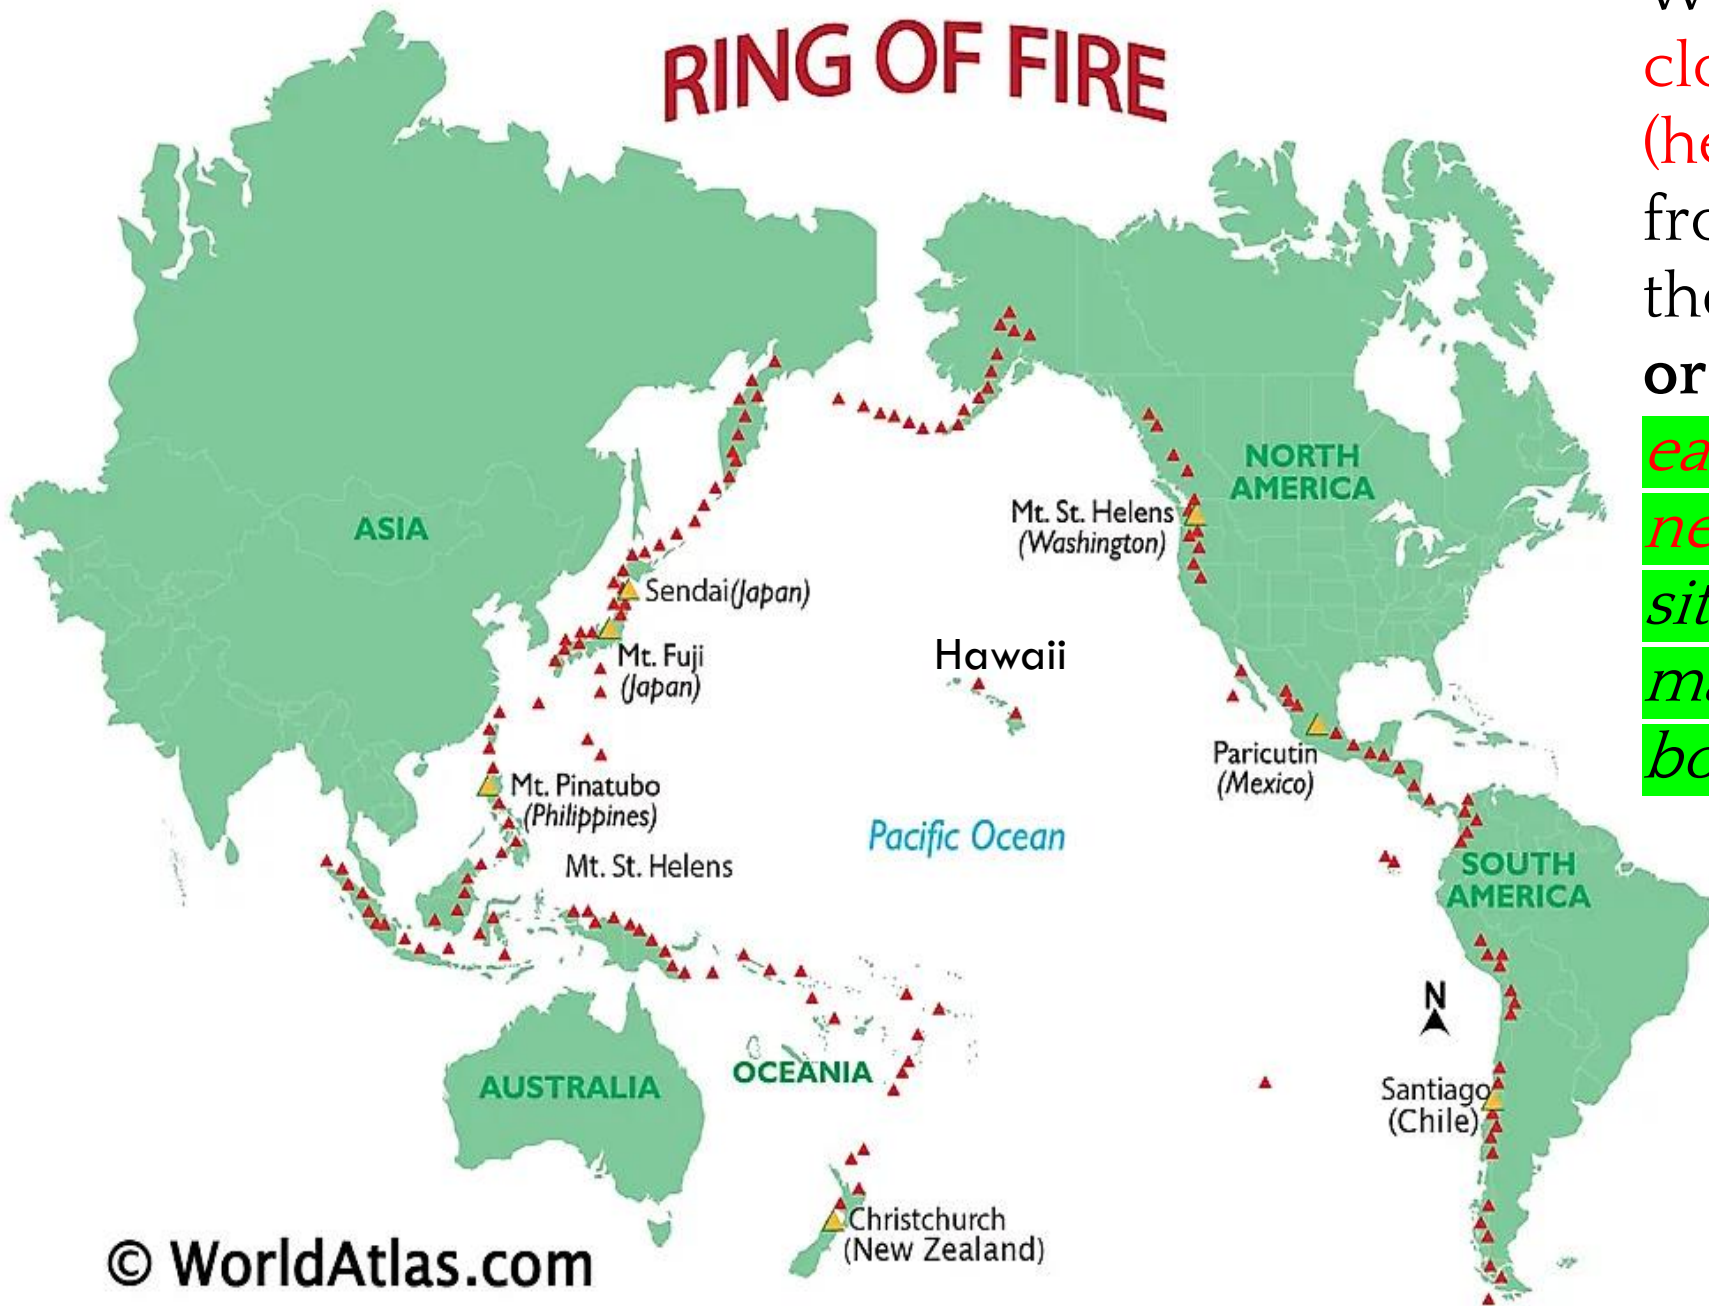 RING OF FIRE
ASIA
NORTH
AMERICA
Mt. St. Helens
(Washington)
Sendai(Japan)
Mt. Fuji
(Japan)
Hawaii
Paricutin
(Mexico)
Mt. Pinatubo
(Philippines)
Pacific Ocean
Mt. St. Helens
SOUTH
AMERICA
N
AUSTRALIA
OCEANIA
Santiago
(Chile)
Christchurch
(New Zealand)
© WorldAtlas.com
or